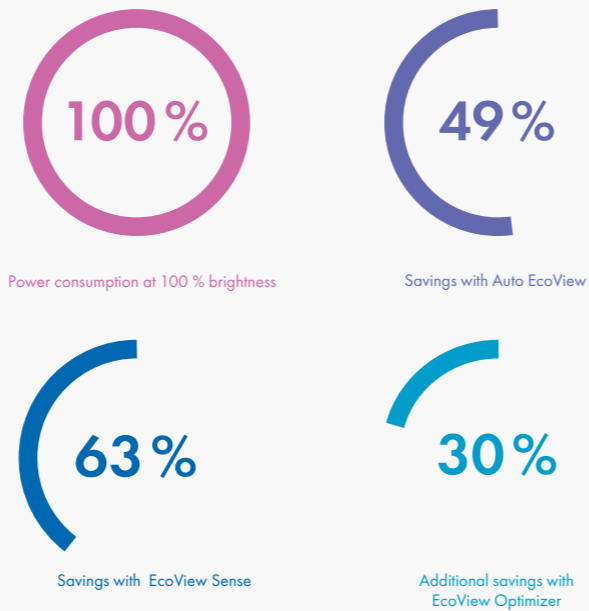 100 %
49 %
Power consumption at 100 % brightness
Savings with Auto EcoView
63 %
30 %
Savings with EcoView Sense
Additional savings with
EcoView Optimizer